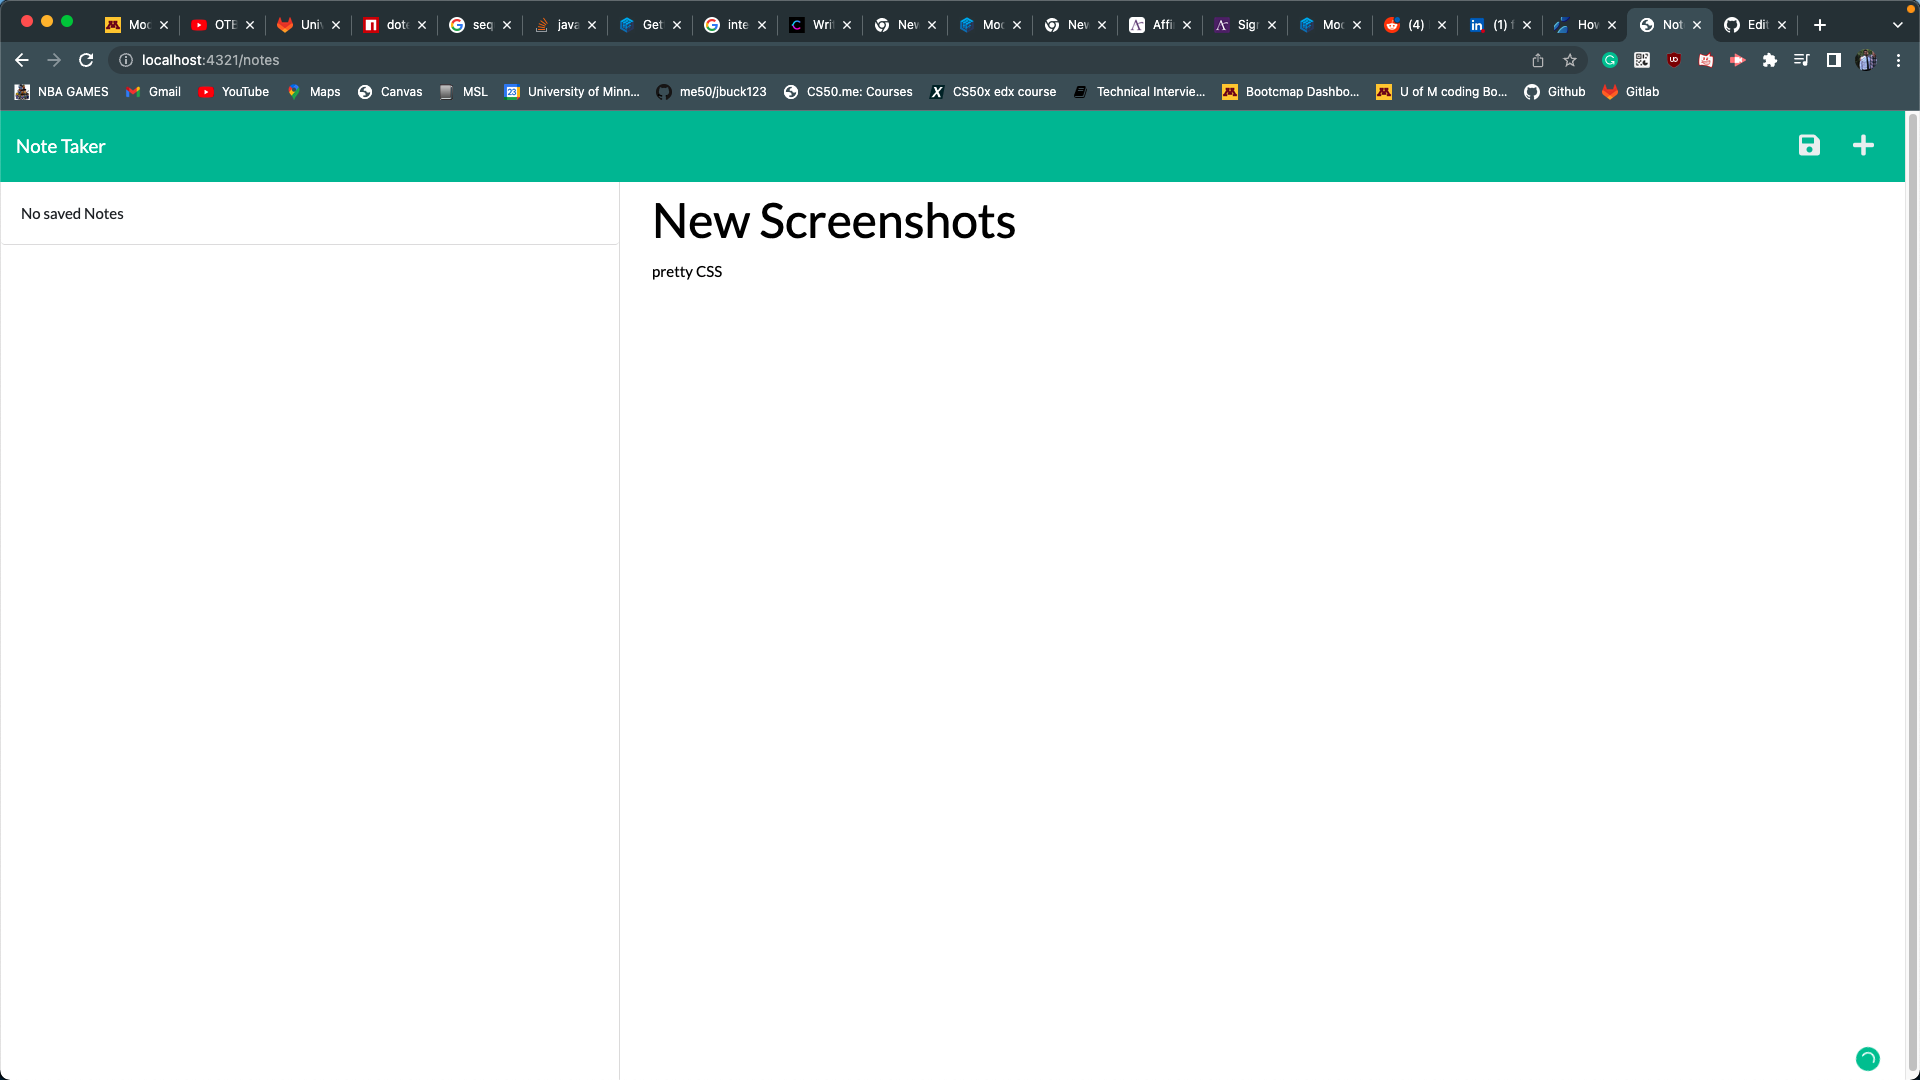 Moc OTE Univ dote seq java Get inte Writ New Moc New Affi Sig Moc (4) (1) f How Not Edit
localhost:4321/notes
NBA GAMES Gmail YouTube Maps Canvas MSL 23 University of Minn... me50/jbuck123 CS50.me: Courses X CS50x edx course Technical Intervie... Bootcmap Dashbo... U of M coding Bo... Github Gitlab
Note Taker
No saved Notes
New Screenshots
pretty CSS